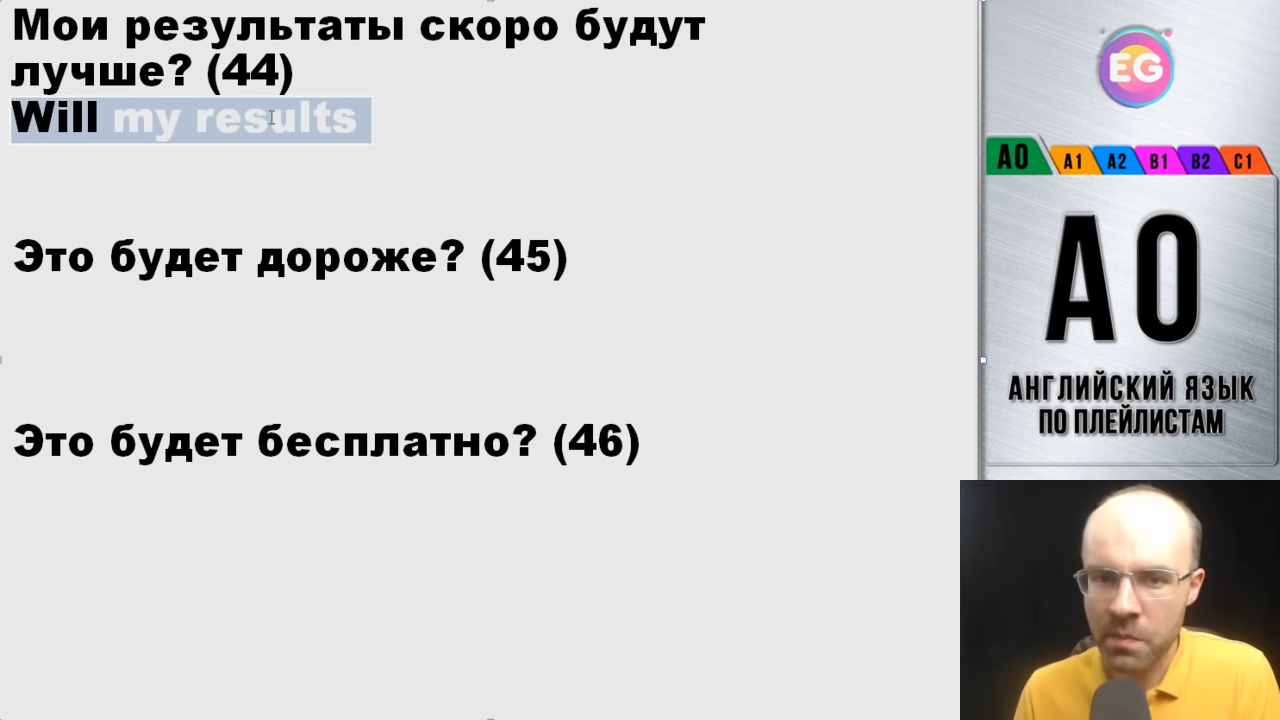 Мои результаты скоро будут
лучше? (44)
Will my results
Это будет дороже? (45)
Это будет бесплатно? (46)
EG
A0 A1 A2 B1 B2 C1
A0
АНГЛИЙСКИЙ ЯЗЫК
ПО ПЛЕЙЛИСТАМ